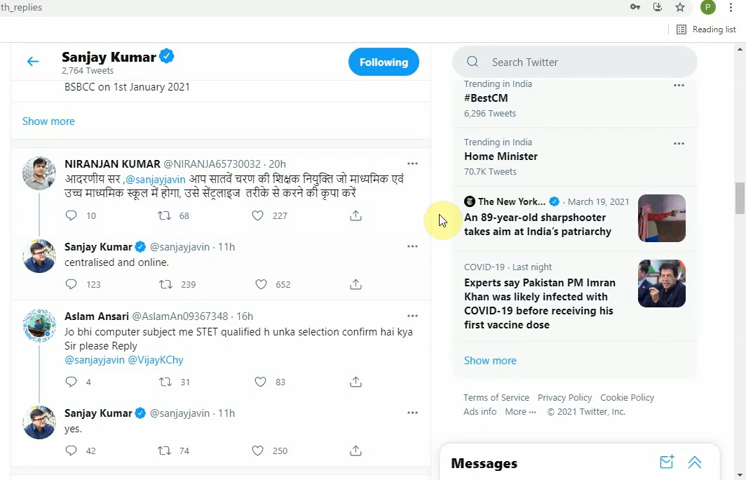 th_replies
P
Reading list
Sanjay Kumar
2,764 Tweets
Following
Search Twitter
BSBCC on 1st January 2021
Show more
NIRANJAN KUMAR @NIRANJA65730032 · 20h
आदरणीय सर ,@sanjayjavin आप सातवें चरण की शिक्षक नियुक्ति जो माध्यमिक एवं
उच्च माध्यमिक स्कूल में होगा, उसे सेंट्रलाइज तरीके से करने की कृपा करें
10 68 227
Sanjay Kumar @sanjayjavin · 11h
centralised and online.
123 239 652
Aslam Ansari @AslamAn09367348 · 16h
Jo bhi computer subject me STET qualified h unka selection confirm hai kya
Sir please Reply
@sanjayjavin @VijayKChy
4 31 83
Sanjay Kumar @sanjayjavin · 11h
yes.
42 74 250
Trending in India
#BestCM
6,296 Tweets
Trending in India
Home Minister
70.7K Tweets
The New York... · March 19, 2021
An 89-year-old sharpshooter
takes aim at India's patriarchy
COVID-19 · Last night
Experts say Pakistan PM Imran
Khan was likely infected with
COVID-19 before receiving his
first vaccine dose
Show more
Terms of Service Privacy Policy Cookie Policy
Ads info More ··· © 2021 Twitter, Inc.
Messages